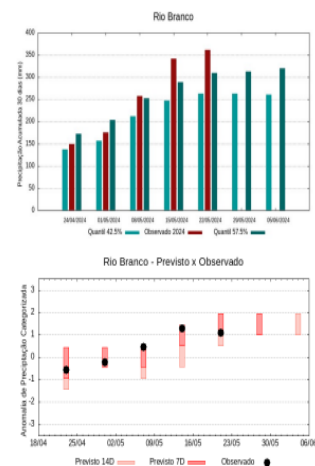 Rio Branco
Precipitação Acumulada 30 dias (mm)
400
350
300
250
200
150
100
50
0
24/04/2024 01/05/2024 08/05/2024 15/05/2024 22/05/2024 29/05/2024 05/06/2024
Quantil 42.5% Observado 2024 Quantil 57.5%
Rio Branco - Previsto x Observado
Anomalia de Precipitação Categorizada
3
2
1
0
-1
-2
-3
18/04 25/04 02/05 09/05 16/05 23/05 30/05 06/06
Previsto 14D Previsto 7D Observado